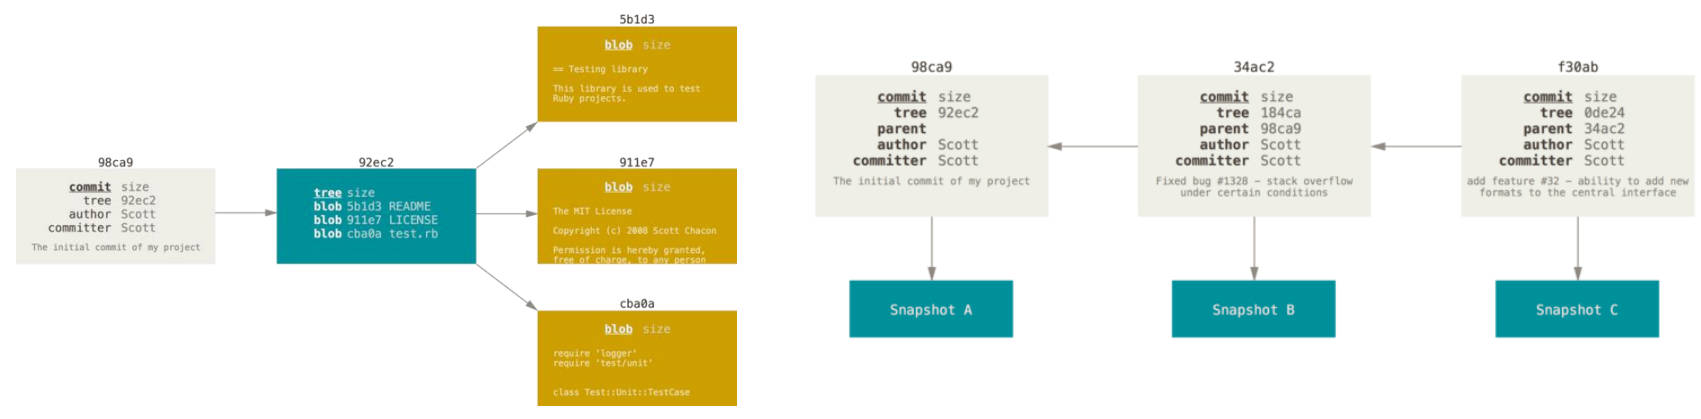 98ca9
commit size
tree 92ec2
author Scott
committer Scott
The initial commit of my project
92ec2
tree size
blob 5b1d3 README
blob 911e7 LICENSE
blob cba0a test.rb
5b1d3
blob size
== Testing library
This library is used to test
Ruby projects.
911e7
blob size
The MIT License
Copyright (c) 2008 Scott Chacon
Permission is hereby granted,
free of charge, to any person
cba0a
blob size
require 'logger'
require 'test/unit'
class Test::Unit::TestCase
98ca9
commit size
tree 92ec2
parent
author Scott
committer Scott
The initial commit of my project
Snapshot A
34ac2
commit size
tree 184ca
parent 98ca9
author Scott
committer Scott
Fixed bug #1328 – stack overflow
under certain conditions
Snapshot B
f30ab
commit size
tree 0de24
parent 34ac2
author Scott
committer Scott
add feature #32 – ability to add new
formats to the central interface
Snapshot C